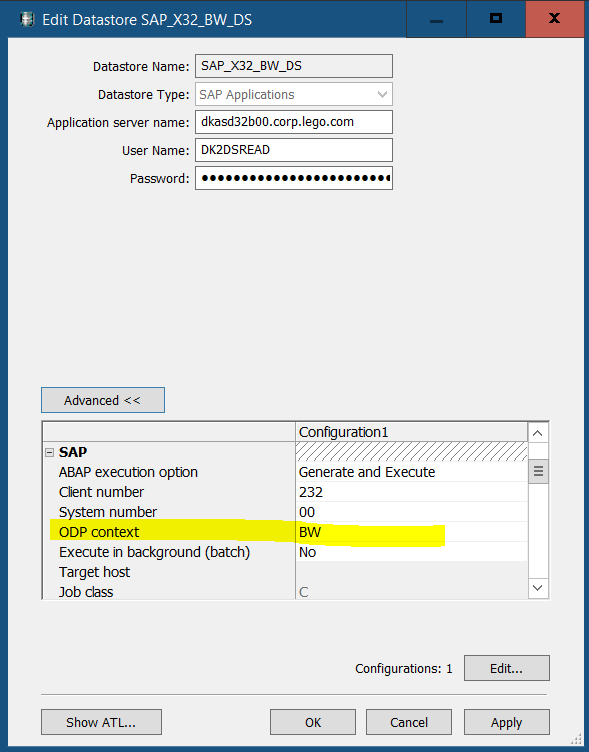 Edit Datastore SAP_X32_BW_DS
Datastore Name: SAP_X32_BW_DS
Datastore Type: SAP Applications
Application server name: dkasd32b00.corp.lego.com
User Name: DK2DSREAD
Password: ●●●●●●●●●●●●●●●●●●●●●●●●
Advanced <<
Configuration1
SAP
ABAP execution option Generate and Execute
Client number 232
System number 00
ODP context BW
Execute in background (batch) No
Target host
Job class C
Configurations: 1 Edit...
Show ATL... OK Cancel Apply